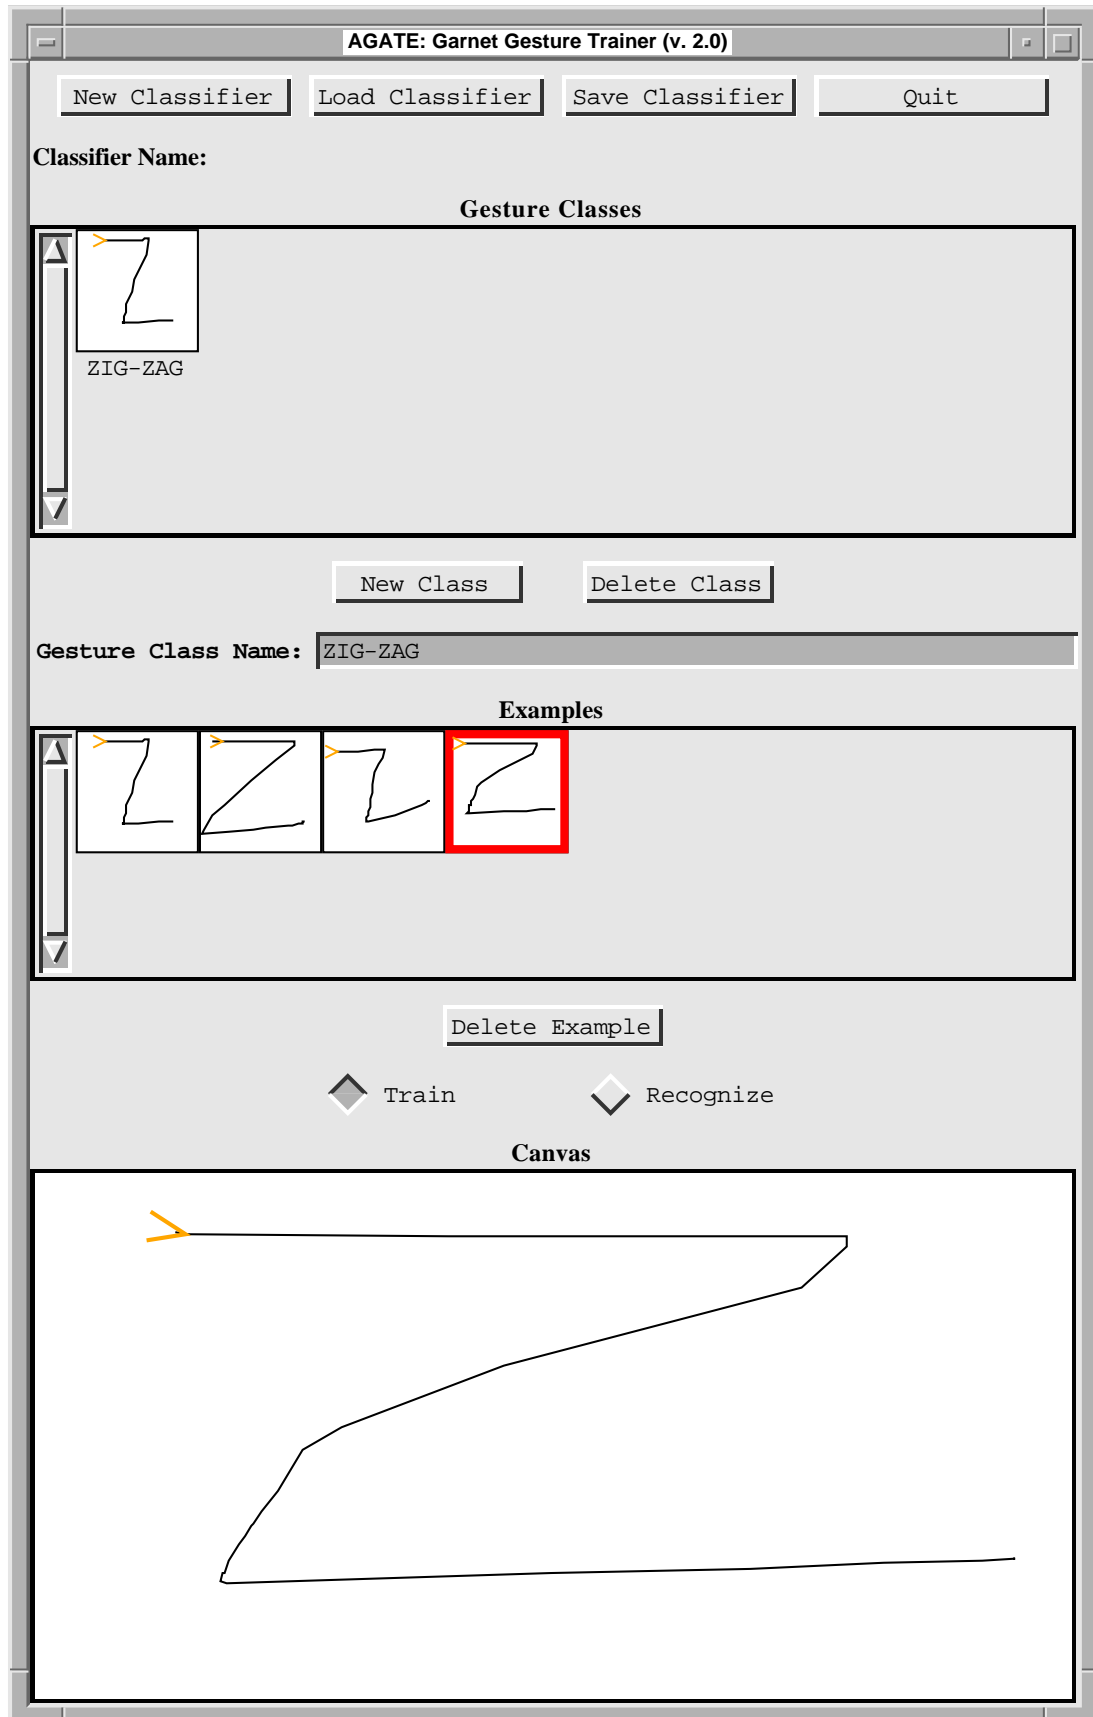 AGATE: Garnet Gesture Trainer (v. 2.0)
New Classifier Load Classifier Save Classifier Quit
Classifier Name:
Gesture Classes
ZIG-ZAG
New Class Delete Class
Gesture Class Name: ZIG-ZAG
Examples
Delete Example
Train Recognize
Canvas